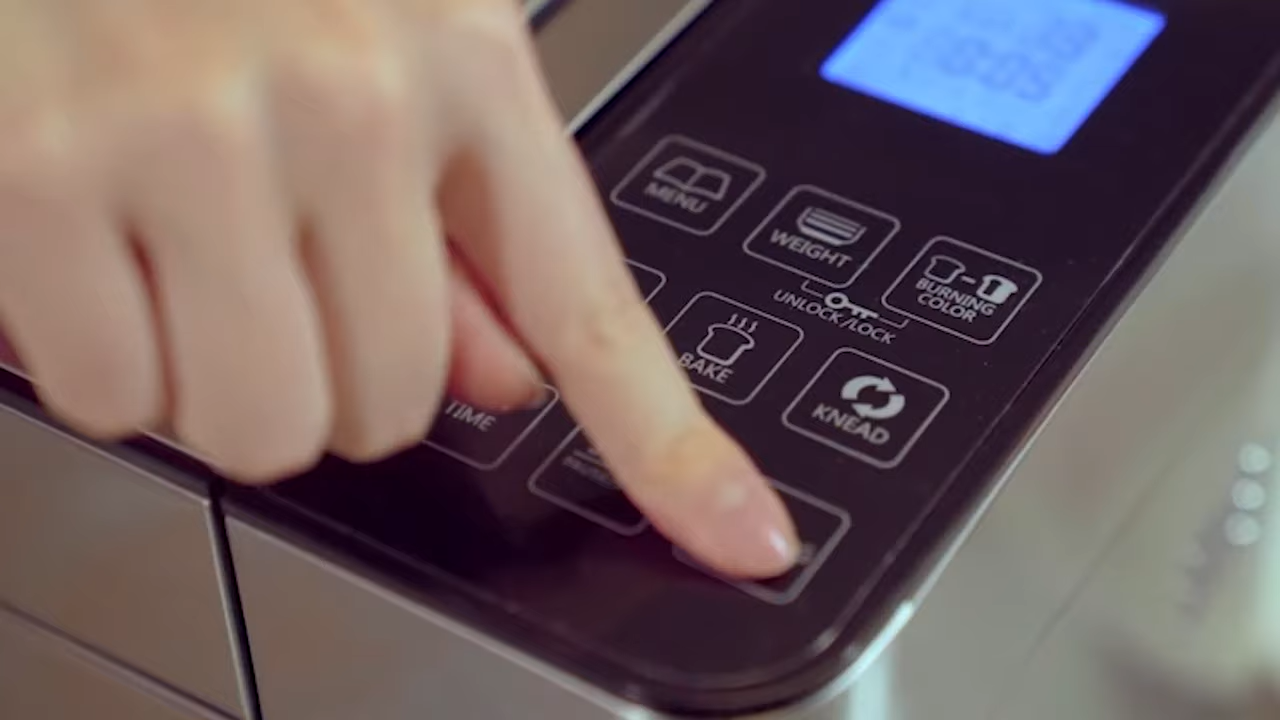 MENU
WEIGHT
BURNING
COLOR
UNLOCK/LOCK
BAKE
KNEAD
TIME